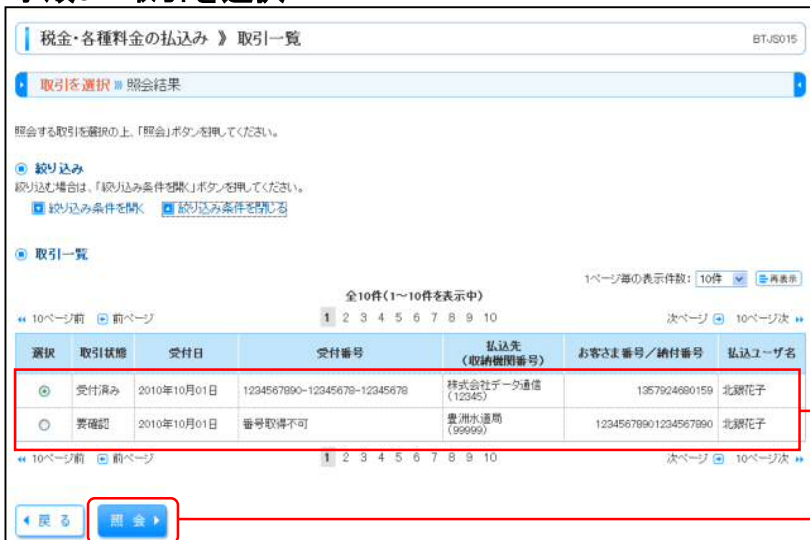 税金・各種料金の払込み 》 取引一覧
BTJS015
取引を選択 照会結果
照会する取引を選択の上、「照会」ボタンを押してください。
絞り込み
絞り込む場合は、「絞り込み条件を開く」ボタンを押してください。
絞り込み条件を開く 絞り込み条件を閉じる
取引一覧
1ページ毎の表示件数: 10件 再表示
全10件(1〜10件を表示中)
10ページ前 前ページ 1 2 3 4 5 6 7 8 9 10 次ページ 10ページ次
選択 取引状態 受付日 受付番号 払込先(収納機関番号) お客さま番号/納付番号 払込ユーザ名
受付済み 2010年10月01日 1234567890-12345678-12345678 株式会社データ通信(12345) 1357924680159 北銀花子
要確認 2010年10月01日 番号取得不可 豊洲水道局(99999) 12345678901234567890 北銀花子
10ページ前 前ページ 1 2 3 4 5 6 7 8 9 10 次ページ 10ページ次
戻る 照会